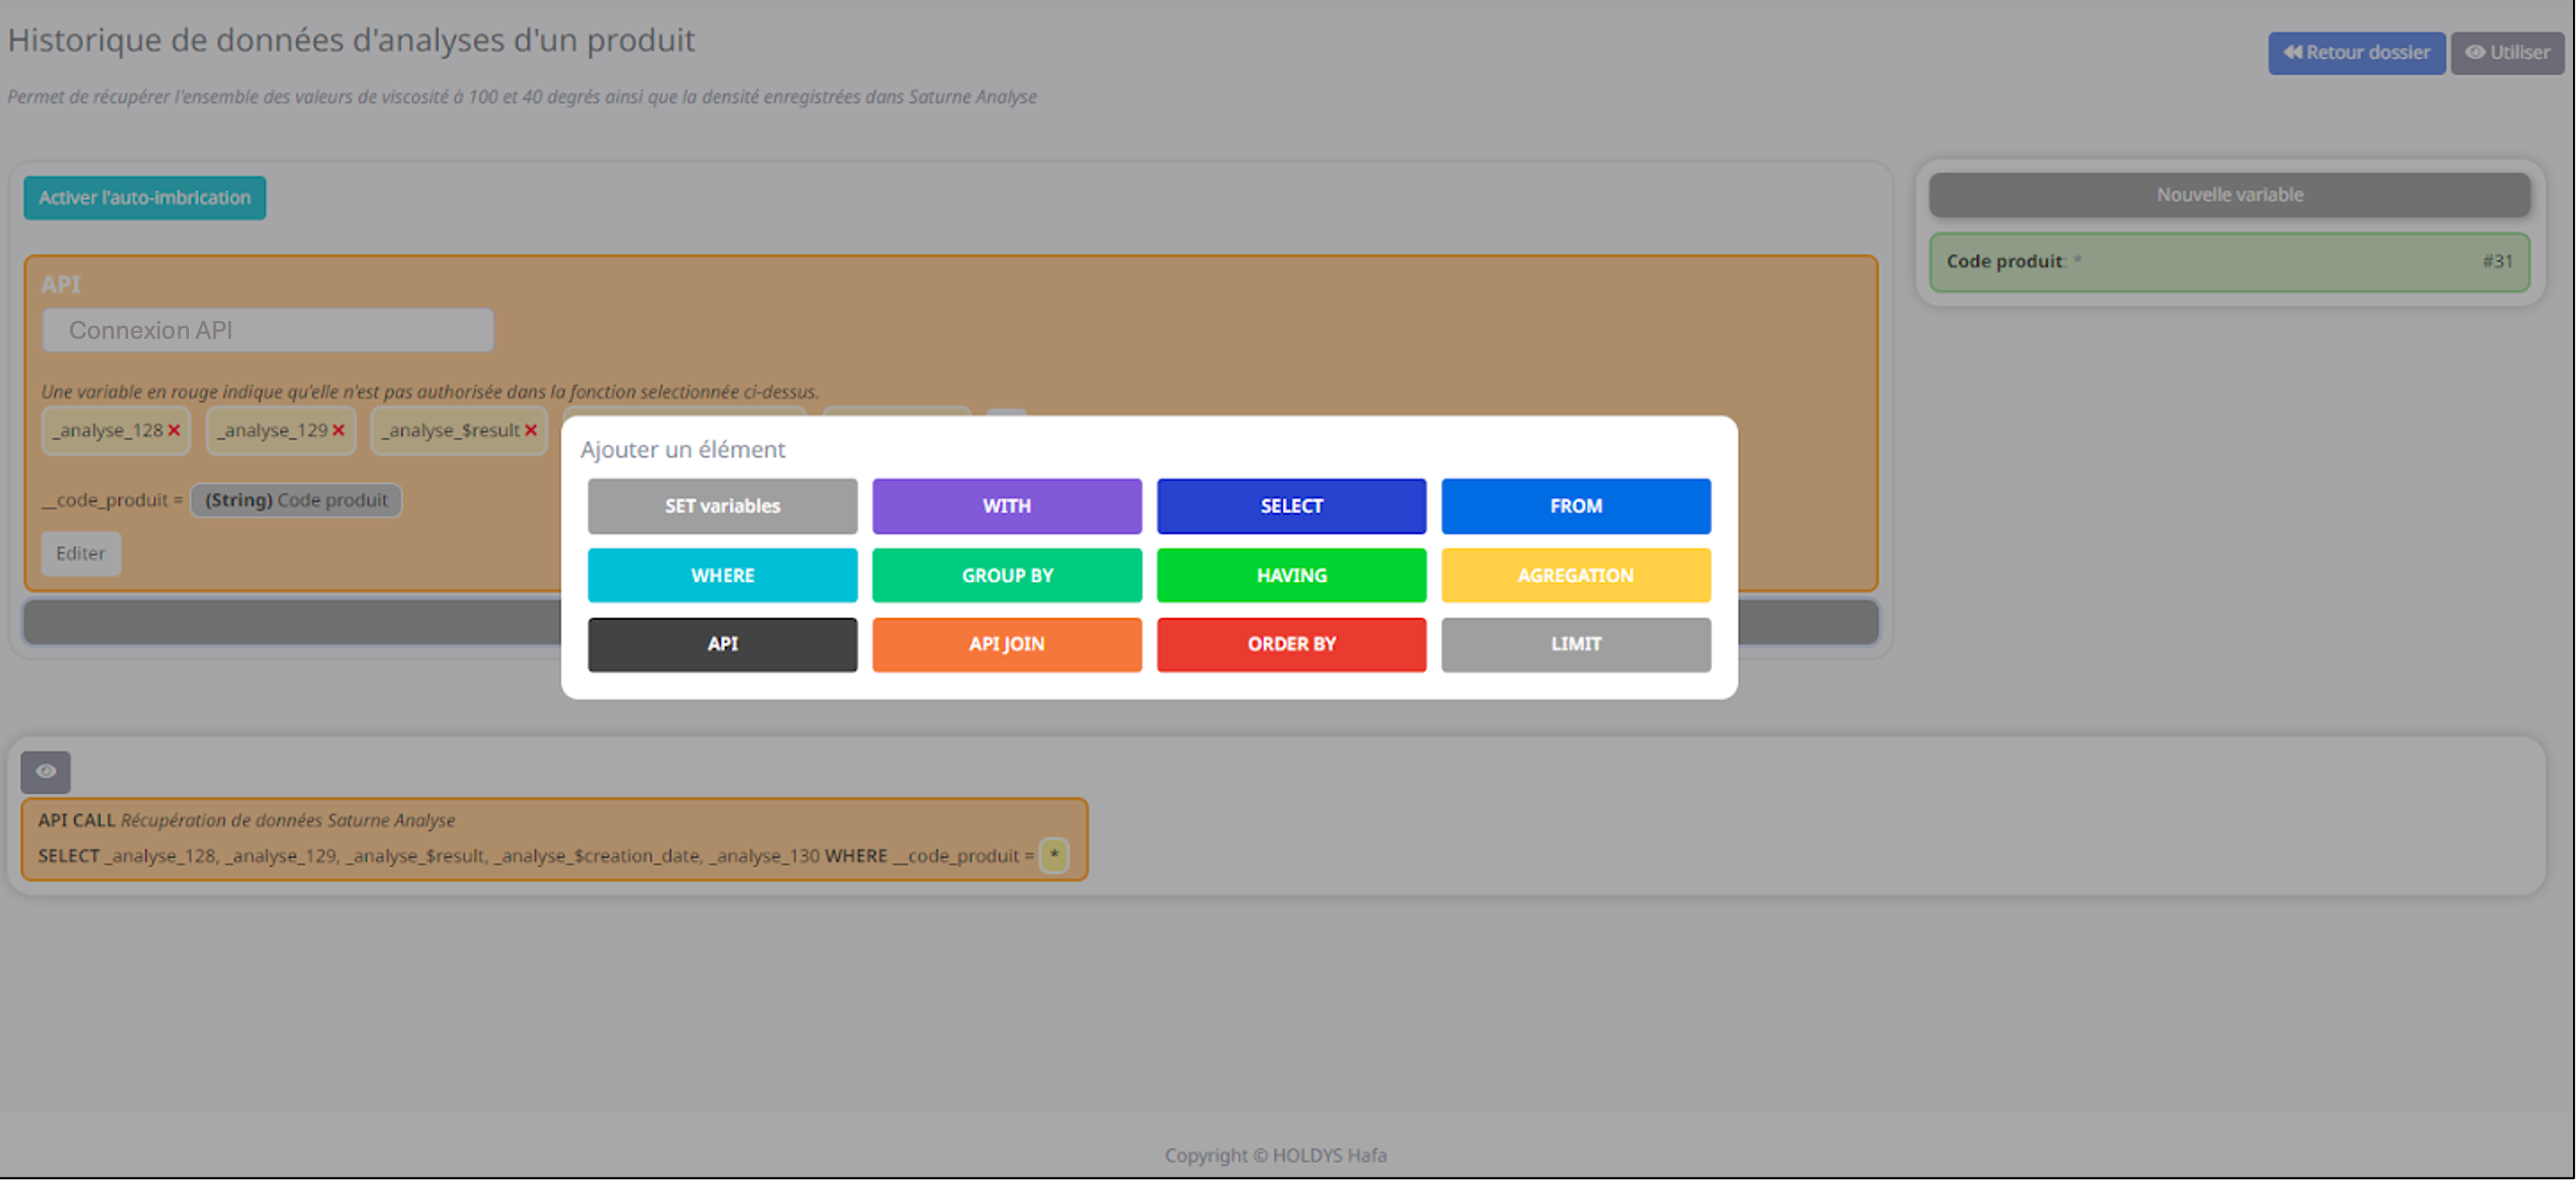 Historique de données d'analyses d'un produit
Retour dossier
Utiliser
Permet de récupérer l'ensemble des valeurs de viscosité à 100 et 40 degrés ainsi que la densité enregistrées dans Saturne Analyse
Activer l'auto-imbrication
Nouvelle variable
Code produit: *
#31
API
Connexion API
Une variable en rouge indique qu'elle n'est pas authorisée dans la fonction selectionnée ci-dessus.
_analyse_128 ×
_analyse_129 ×
_analyse_$result ×
__code_produit = (String) Code produit
Editer
Ajouter un élément
SET variables
WITH
SELECT
FROM
WHERE
GROUP BY
HAVING
AGREGATION
API
API JOIN
ORDER BY
LIMIT
API CALL Récupération de données Saturne Analyse
SELECT _analyse_128, _analyse_129, _analyse_$result, _analyse_$creation_date, _analyse_130 WHERE __code_produit = *
Copyright © HOLDYS Hafa